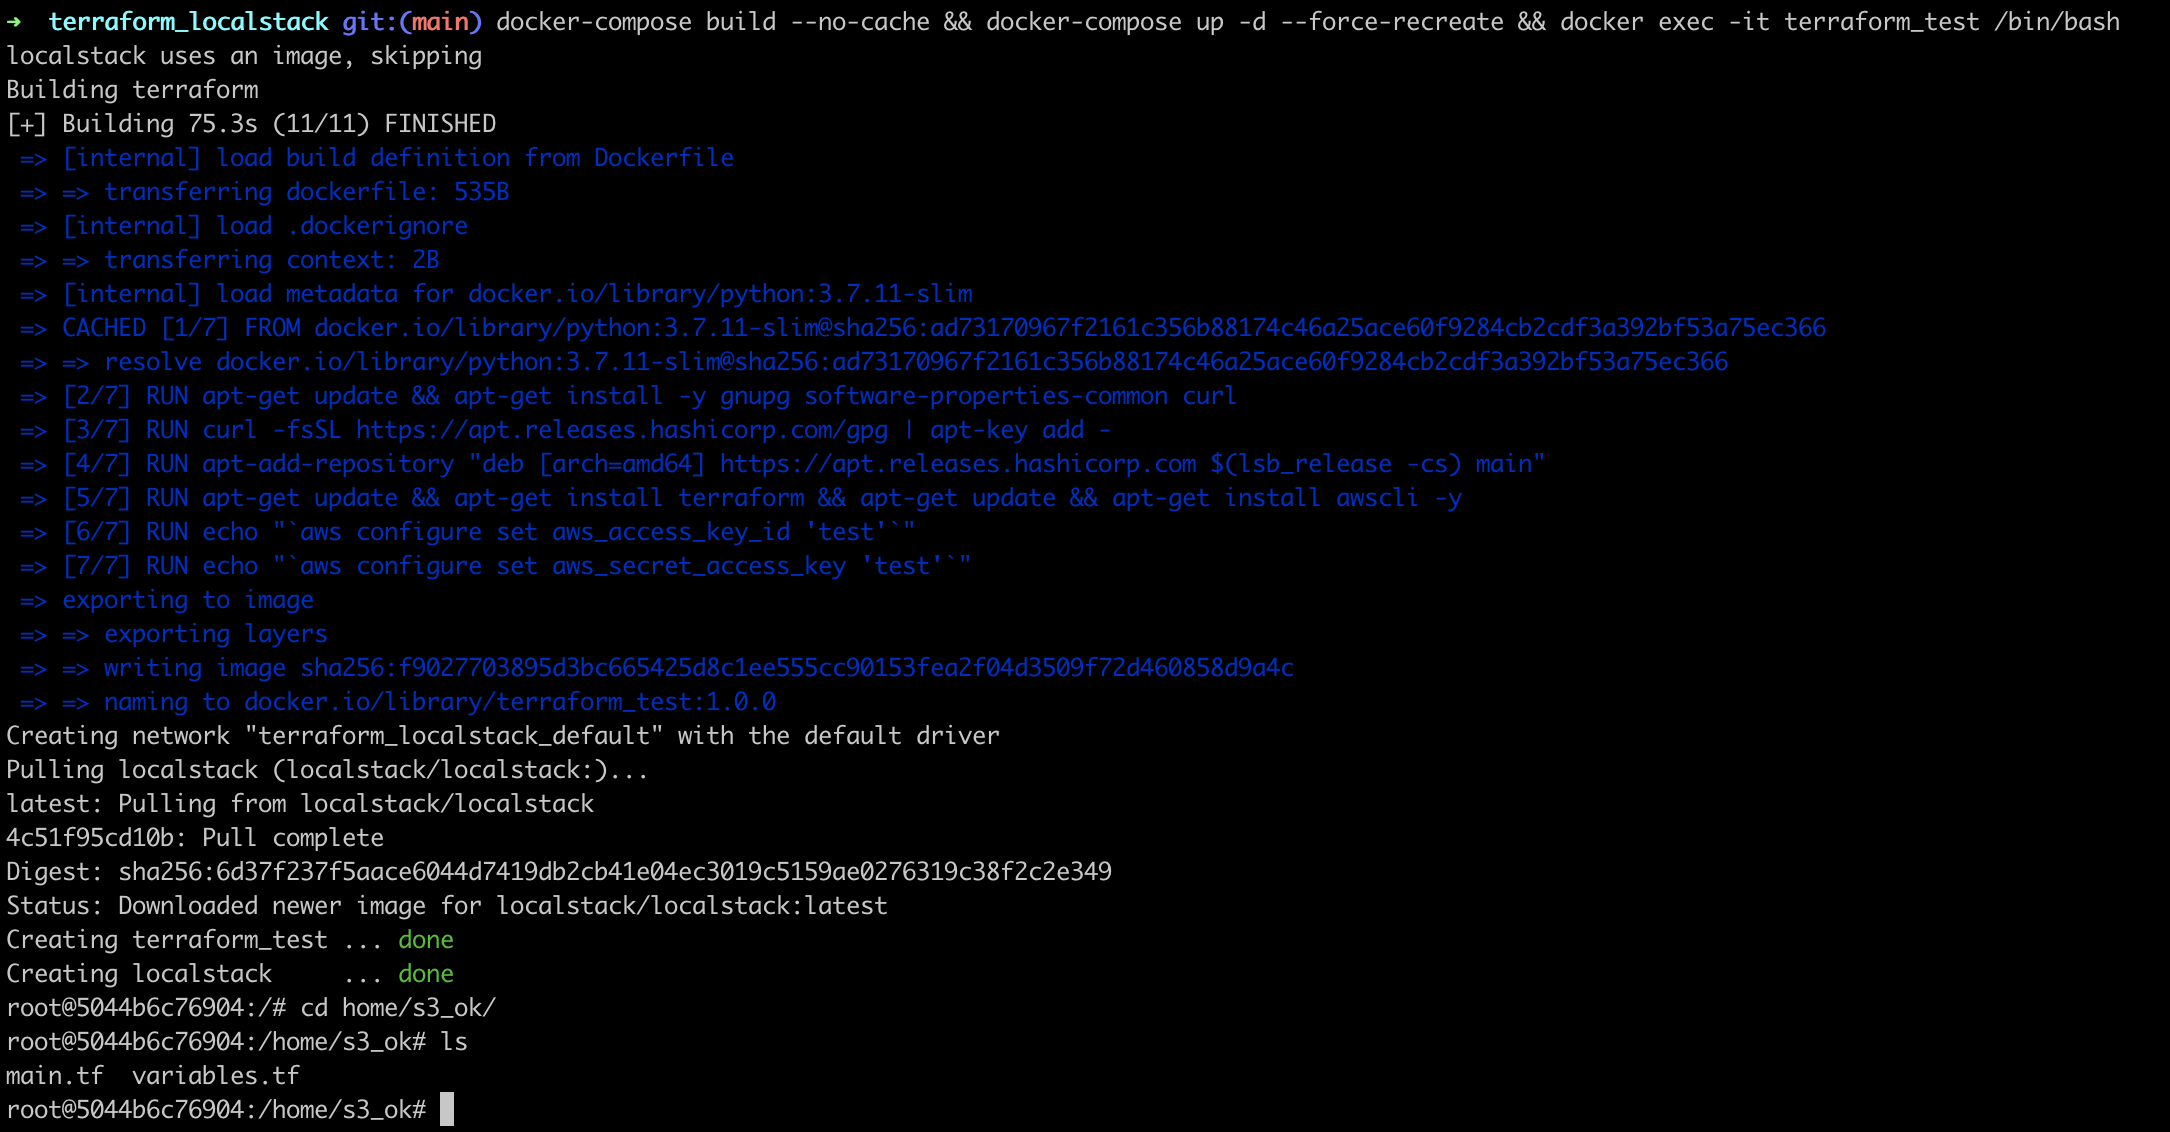 ➜  terraform_localstack git:(main) docker-compose build --no-cache && docker-compose up -d --force-recreate && docker exec -it terraform_test /bin/bash
localstack uses an image, skipping
Building terraform
[+] Building 75.3s (11/11) FINISHED
 => [internal] load build definition from Dockerfile
 => => transferring dockerfile: 535B
 => [internal] load .dockerignore
 => => transferring context: 2B
 => [internal] load metadata for docker.io/library/python:3.7.11-slim
 => CACHED [1/7] FROM docker.io/library/python:3.7.11-slim@sha256:ad73170967f2161c356b88174c46a25ace60f9284cb2cdf3a392bf53a75ec366
 => => resolve docker.io/library/python:3.7.11-slim@sha256:ad73170967f2161c356b88174c46a25ace60f9284cb2cdf3a392bf53a75ec366
 => [2/7] RUN apt-get update && apt-get install -y gnupg software-properties-common curl
 => [3/7] RUN curl -fsSL https://apt.releases.hashicorp.com/gpg | apt-key add -
 => [4/7] RUN apt-add-repository "deb [arch=amd64] https://apt.releases.hashicorp.com $(lsb_release -cs) main"
 => [5/7] RUN apt-get update && apt-get install terraform && apt-get update && apt-get install awscli -y
 => [6/7] RUN echo "`aws configure set aws_access_key_id 'test'`"
 => [7/7] RUN echo "`aws configure set aws_secret_access_key 'test'`"
 => exporting to image
 => => exporting layers
 => => writing image sha256:f9027703895d3bc665425d8c1ee555cc90153fea2f04d3509f72d460858d9a4c
 => => naming to docker.io/library/terraform_test:1.0.0
Creating network "terraform_localstack_default" with the default driver
Pulling localstack (localstack/localstack:)...
latest: Pulling from localstack/localstack
4c51f95cd10b: Pull complete
Digest: sha256:6d37f237f5aace6044d7419db2cb41e04ec3019c5159ae0276319c38f2c2e349
Status: Downloaded newer image for localstack/localstack:latest
Creating terraform_test ... done
Creating localstack     ... done
root@5044b6c76904:/# cd home/s3_ok/
root@5044b6c76904:/home/s3_ok# ls
main.tf  variables.tf
root@5044b6c76904:/home/s3_ok#